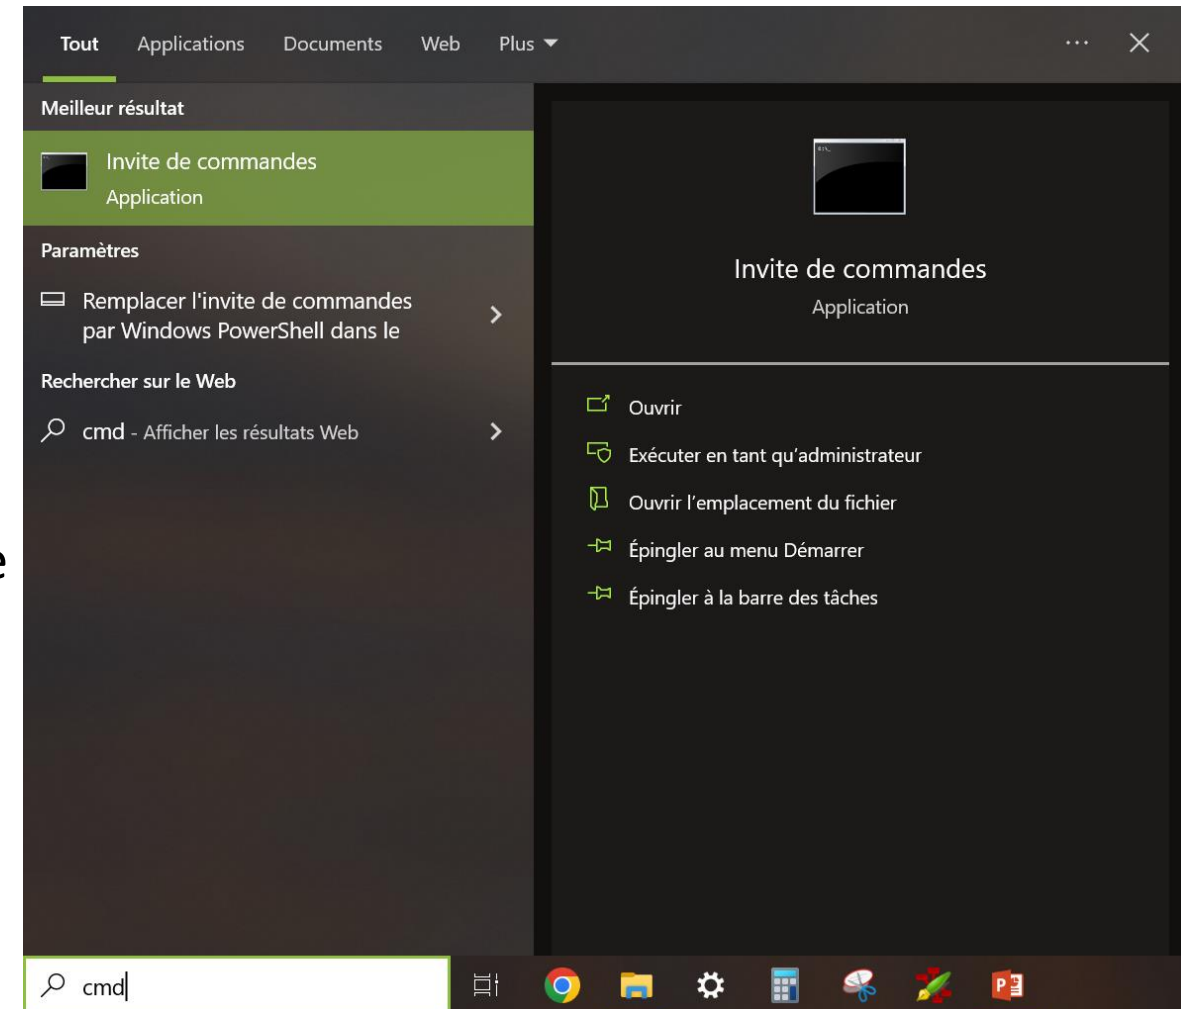 Tout Applications Documents Web Plus
Meilleur résultat
Invite de commandes
Application
Paramètres
Remplacer l'invite de commandes
par Windows PowerShell dans le
Rechercher sur le Web
cmd - Afficher les résultats Web
Invite de commandes
Application
Ouvrir
Exécuter en tant qu'administrateur
Ouvrir l'emplacement du fichier
Épingler au menu Démarrer
Épingler à la barre des tâches
e
cmd